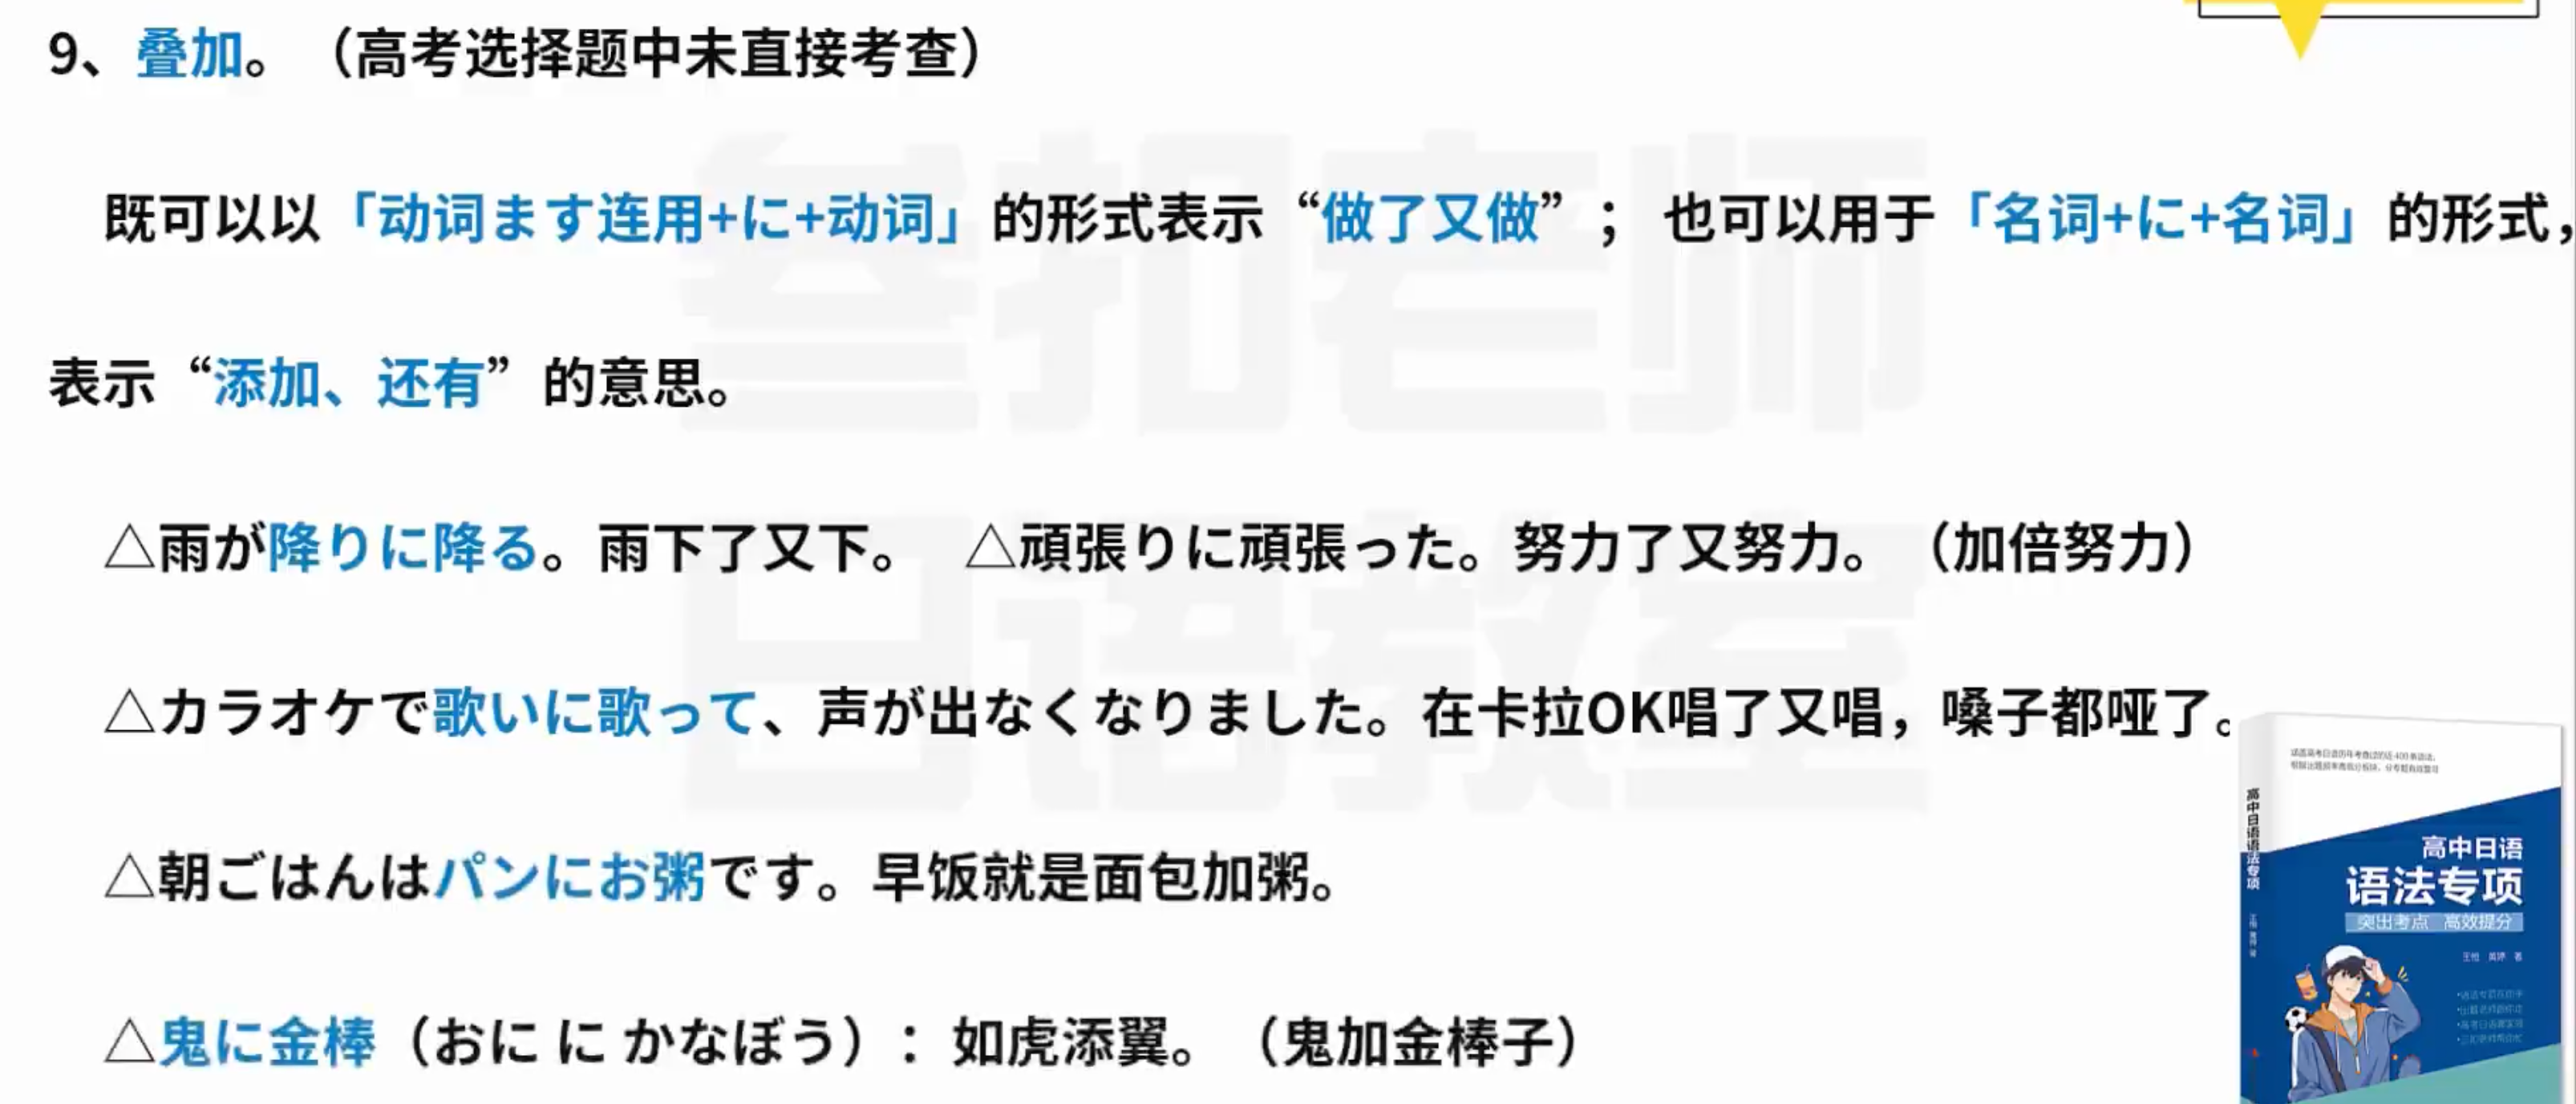 9、叠加。（高考选择题中未直接考查）
既可以以「动词ます连用+に+动词」的形式表示“做了又做”； 也可以用于「名词+に+名词」的形式，
表示“添加、还有”的意思。
△雨が降りに降る。雨下了又下。 △頑張りに頑張った。努力了又努力。（加倍努力）
△カラオケで歌いに歌って、声が出なくなりました。在卡拉OK唱了又唱，嗓子都哑了。
△朝ごはんはパンにお粥です。早饭就是面包加粥。
△鬼に金棒（おに に かなぼう）：如虎添翼。（鬼加金棒子）
叁扣老师
日语教室
高中日语语法专项
高中日语
语法专项
突出考点 高效提分